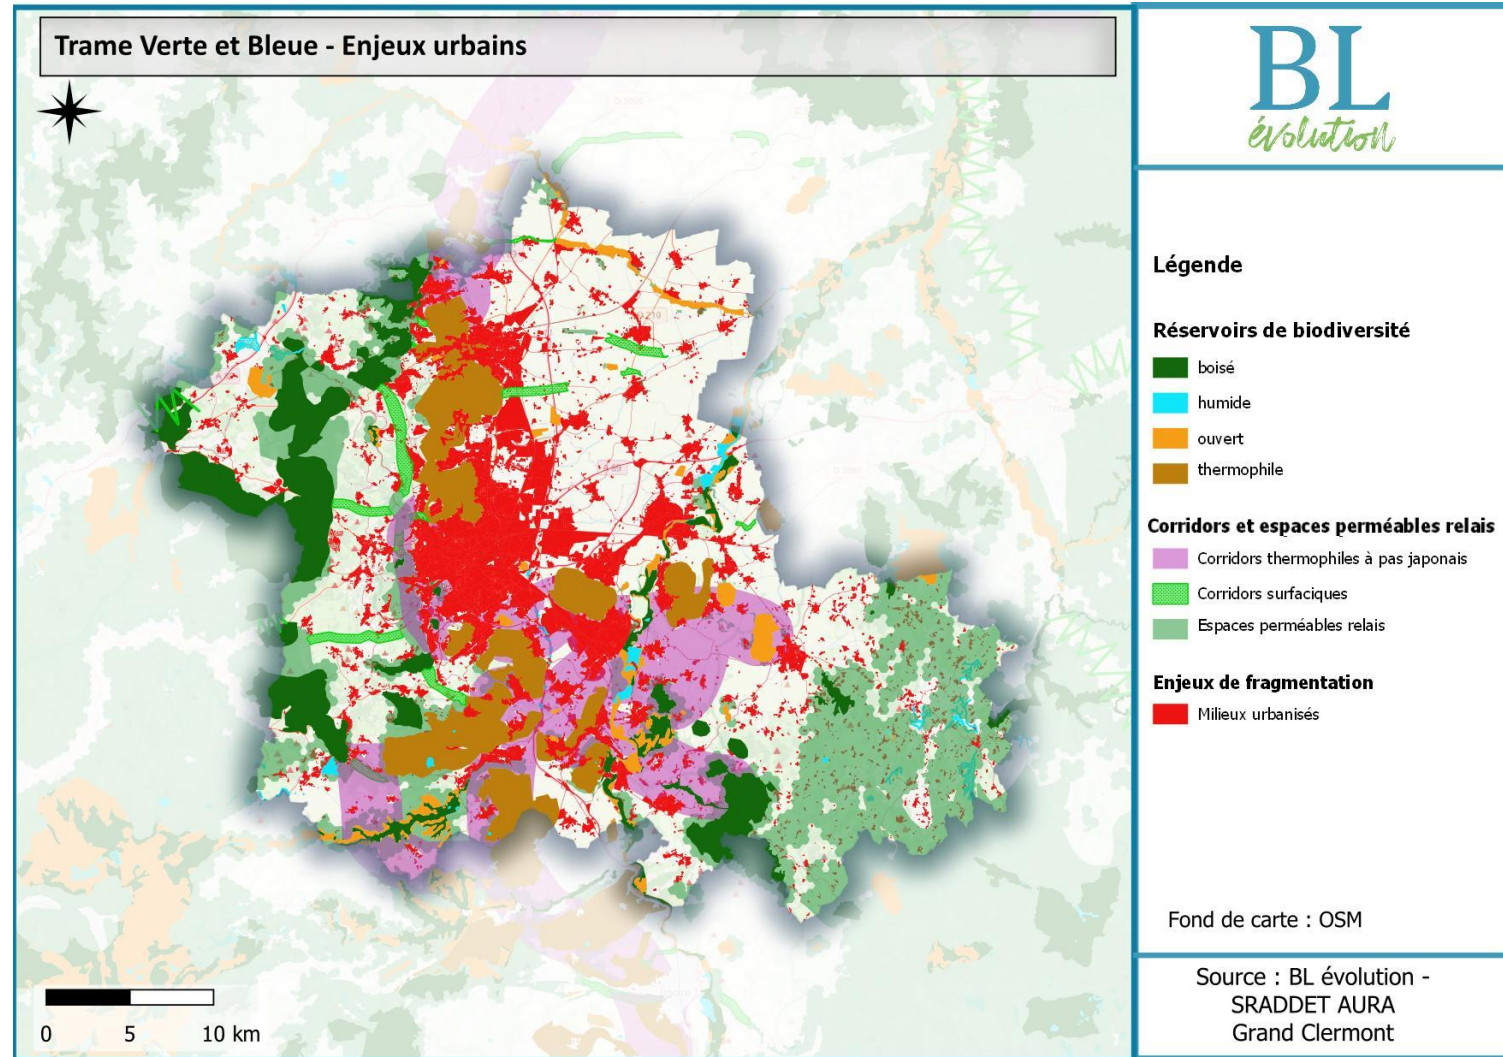 Trame Verte et Bleue - Enjeux urbains
BL
évolution
Légende
Réservoirs de biodiversité
boisé
humide
ouvert
thermophile
Corridors et espaces perméables relais
Corridors thermophiles à pas japonais
Corridors surfaciques
Espaces perméables relais
Enjeux de fragmentation
Milieux urbanisés
Fond de carte : OSM
Source : BL évolution -
SRADDET AURA
Grand Clermont
0 5 10 km